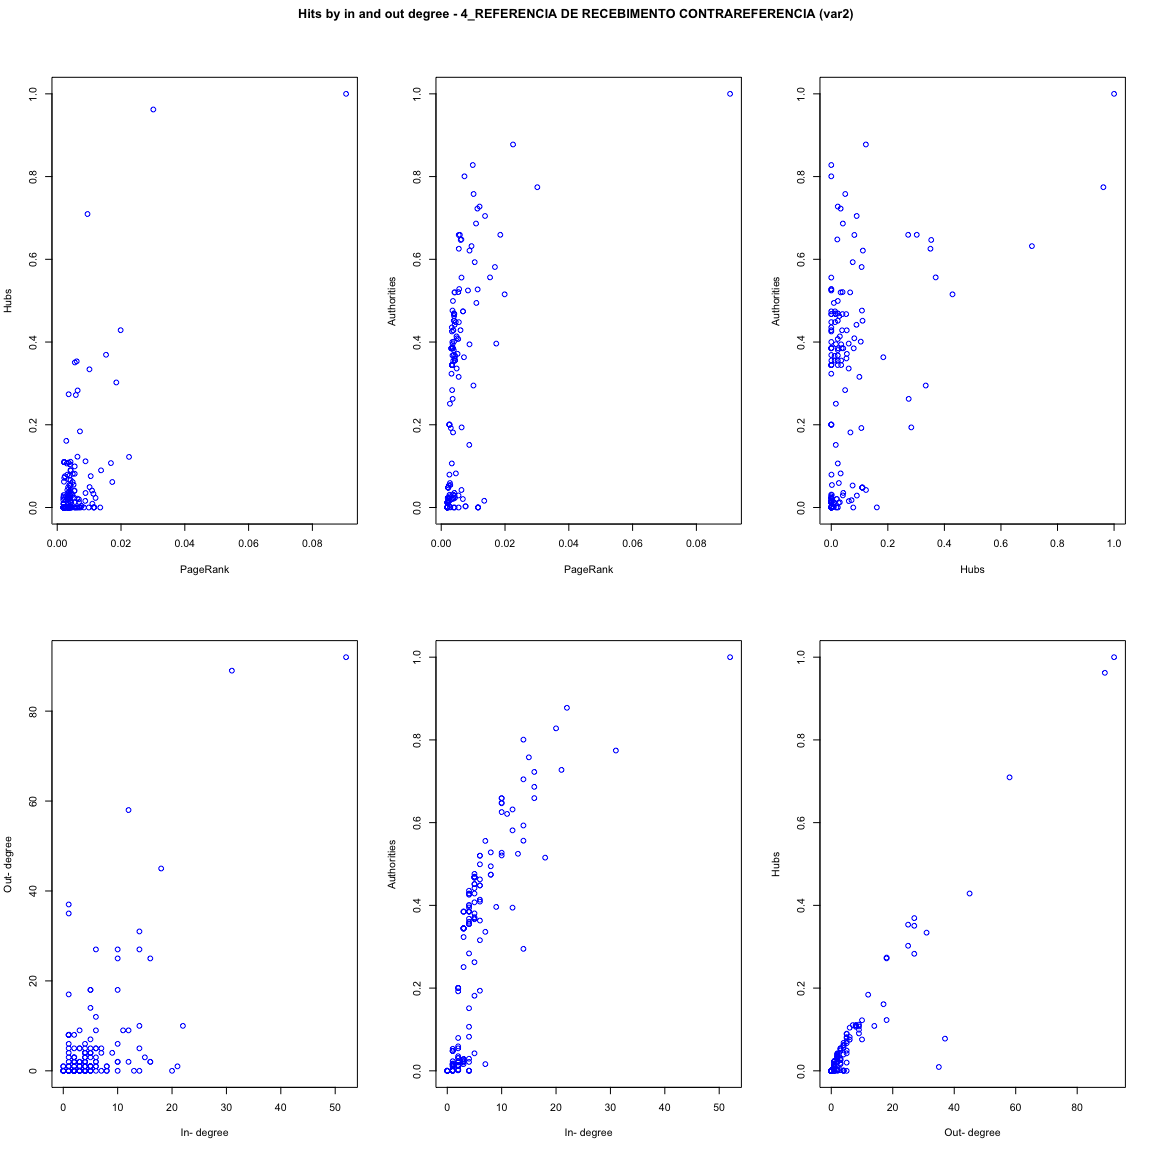 Hits by in and out degree - 4_REFERENCIA DE RECEBIMENTO CONTRAREFERENCIA (var2)
Hubs
0.0 0.2 0.4 0.6 0.8 1.0
0.00 0.02 0.04 0.06 0.08
PageRank
Authorities
0.0 0.2 0.4 0.6 0.8 1.0
0.00 0.02 0.04 0.06 0.08
PageRank
Authorities
0.0 0.2 0.4 0.6 0.8 1.0
0.0 0.2 0.4 0.6 0.8 1.0
Hubs
Out- degree
0 20 40 60 80
0 10 20 30 40 50
In- degree
Authorities
0.0 0.2 0.4 0.6 0.8 1.0
0 10 20 30 40 50
In- degree
Hubs
0.0 0.2 0.4 0.6 0.8 1.0
0 20 40 60 80
Out- degree